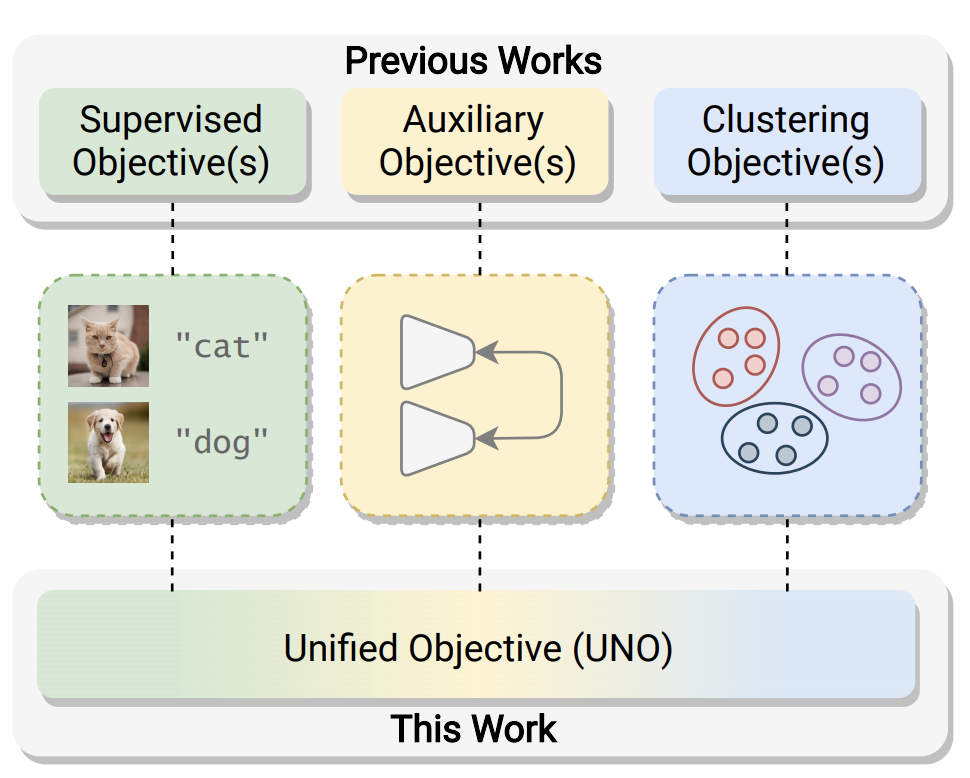 Previous Works
Supervised
Objective(s)
Auxiliary
Objective(s)
Clustering
Objective(s)
"cat"
"dog"
Unified Objective (UNO)
This Work